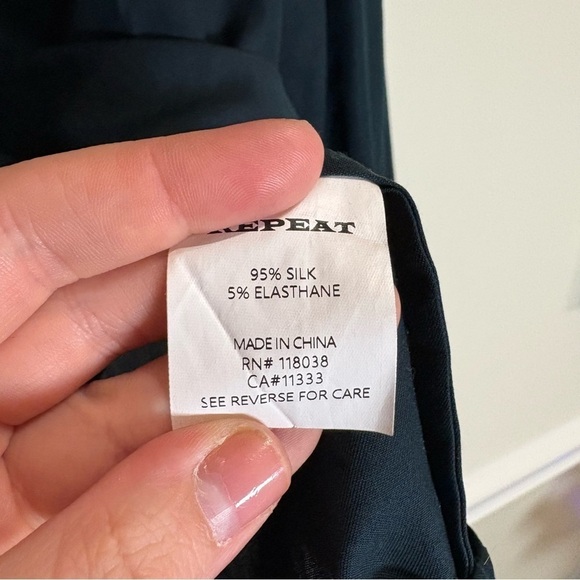 REPEAT
95% SILK
5% ELASTHANE
MADE IN CHINA
RN# 118038
CA#11333
SEE REVERSE FOR CARE